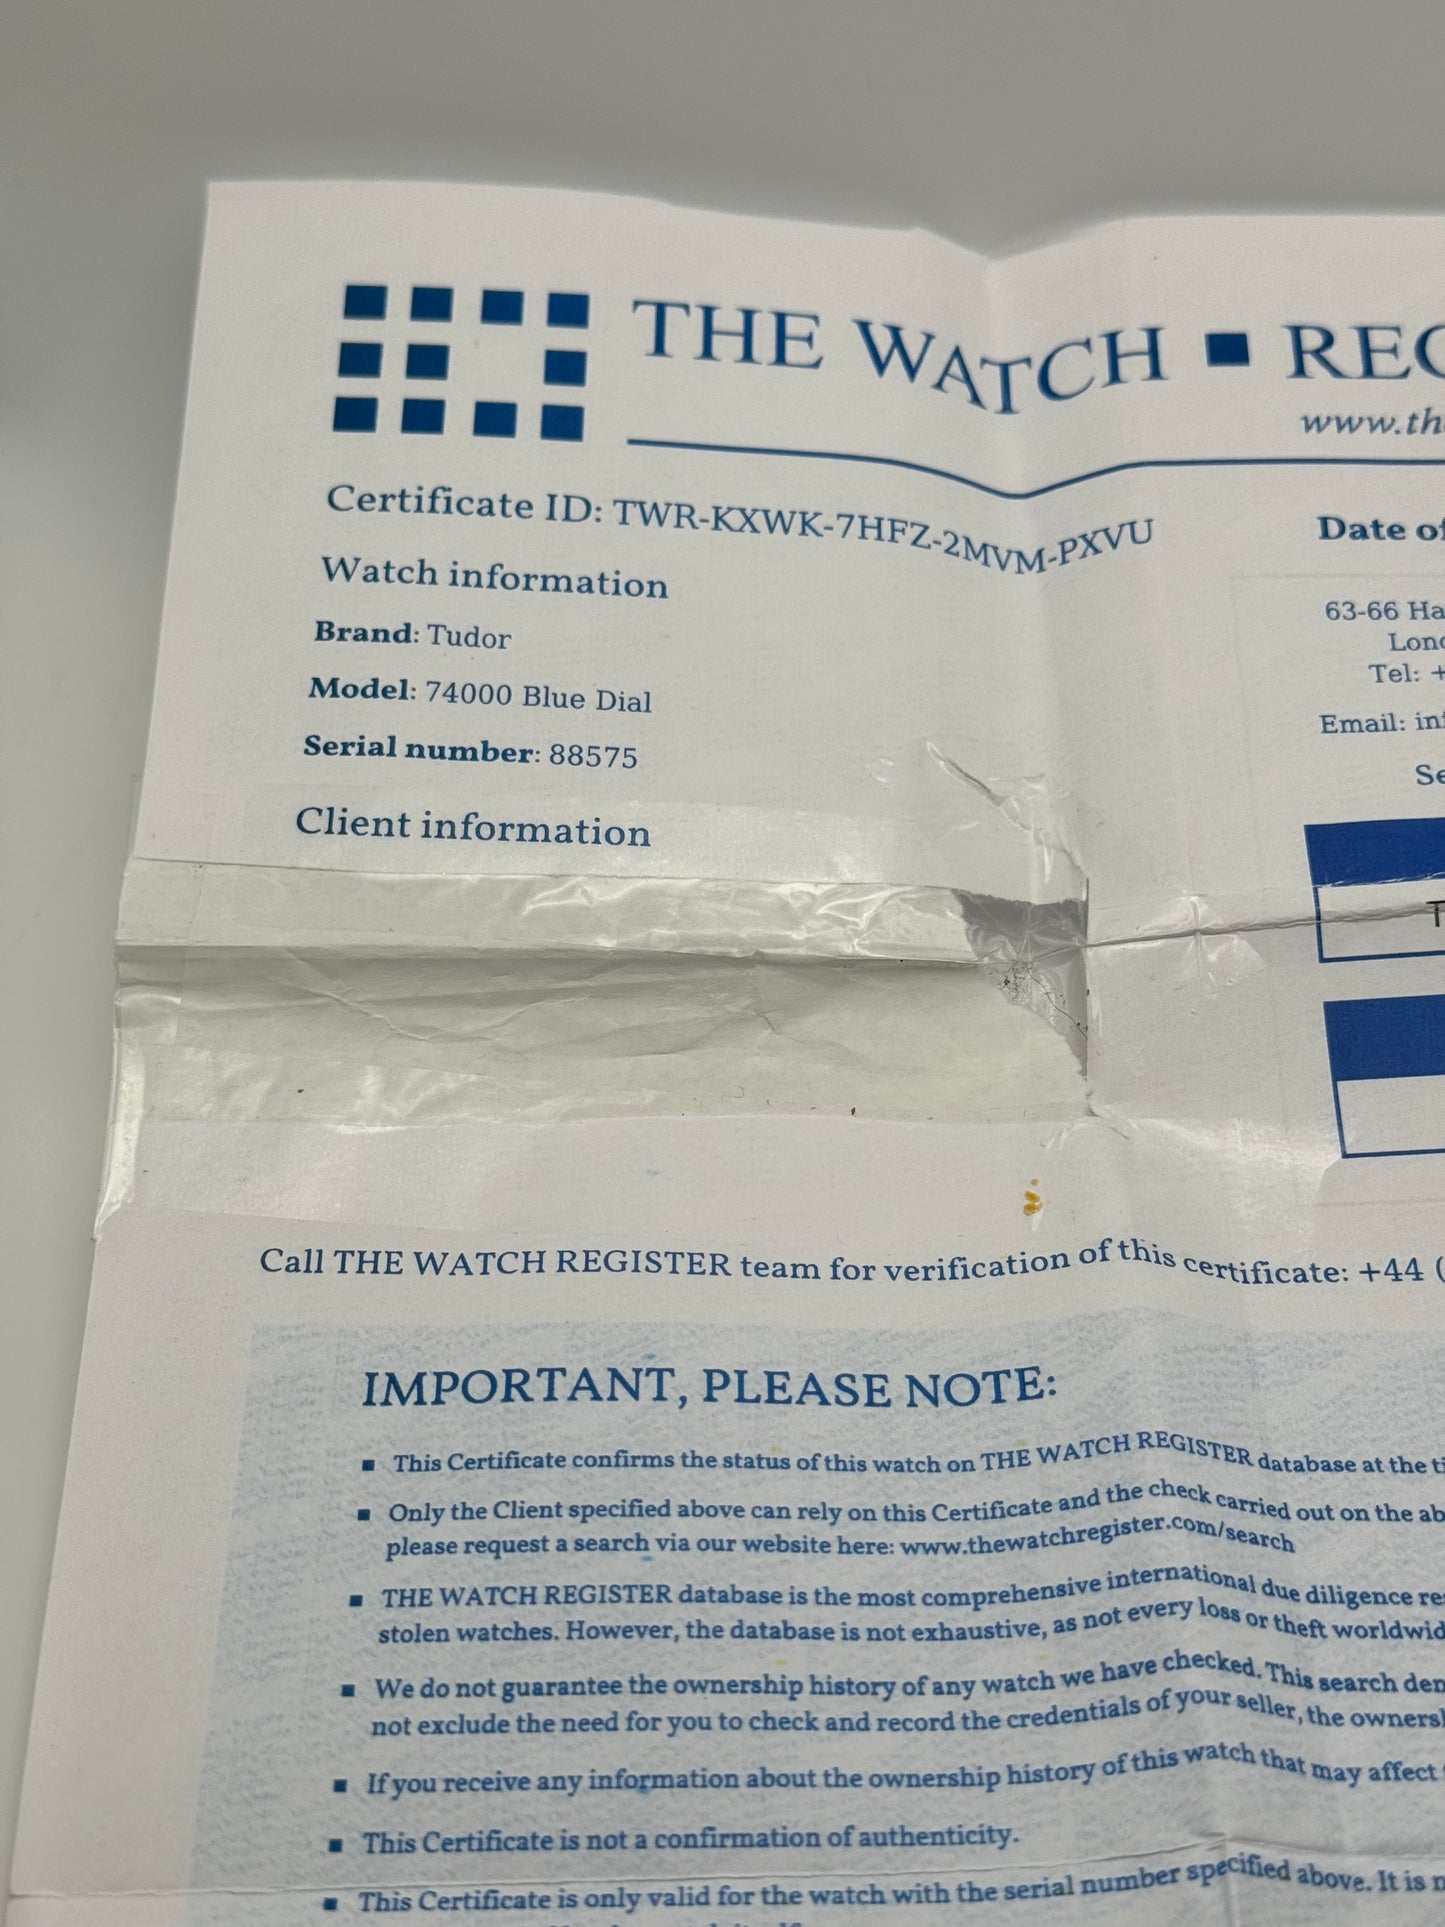 THE WATCH ▪ REG
www.th
Certificate ID: TWR-KXWK-7HFZ-2MVM-PXVU
Date of
Watch information
Brand: Tudor
Model: 74000 Blue Dial
Serial number: 88575
Client information
63-66 Ha
Lond
Tel: +
Email: inf
Se
T
Call THE WATCH REGISTER team for verification of this certificate: +44 (
IMPORTANT, PLEASE NOTE:
▪ This Certificate confirms the status of this watch on THE WATCH REGISTER database at the ti
▪ Only the Client specified above can rely on this Certificate and the check carried out on the ab
please request a search via our website here: www.thewatchregister.com/search
▪ THE WATCH REGISTER database is the most comprehensive international due diligence re
stolen watches. However, the database is not exhaustive, as not every loss or theft worldwid
▪ We do not guarantee the ownership history of any watch we have checked. This search den
not exclude the need for you to check and record the credentials of your seller, the owners
▪ If you receive any information about the ownership history of this watch that may affect
▪ This Certificate is not a confirmation of authenticity.
▪ This Certificate is only valid for the watch with the serial number specified above. It is n